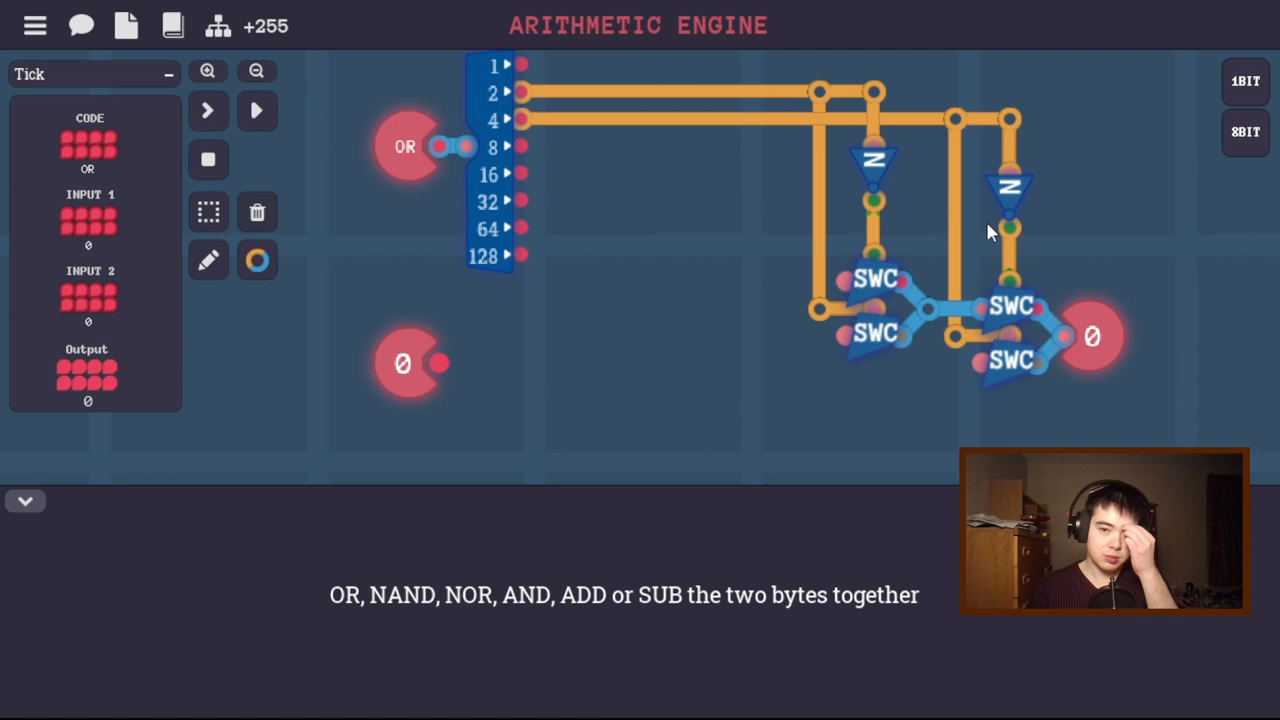 +255
ARITHMETIC ENGINE
Tick
CODE
OR
INPUT 1
0
INPUT 2
0
Output
0
OR
1
2
4
8
16
32
64
128
0
N
N
SWC
SWC
SWC
SWC
0
1BIT
8BIT
OR, NAND, NOR, AND, ADD or SUB the two bytes together